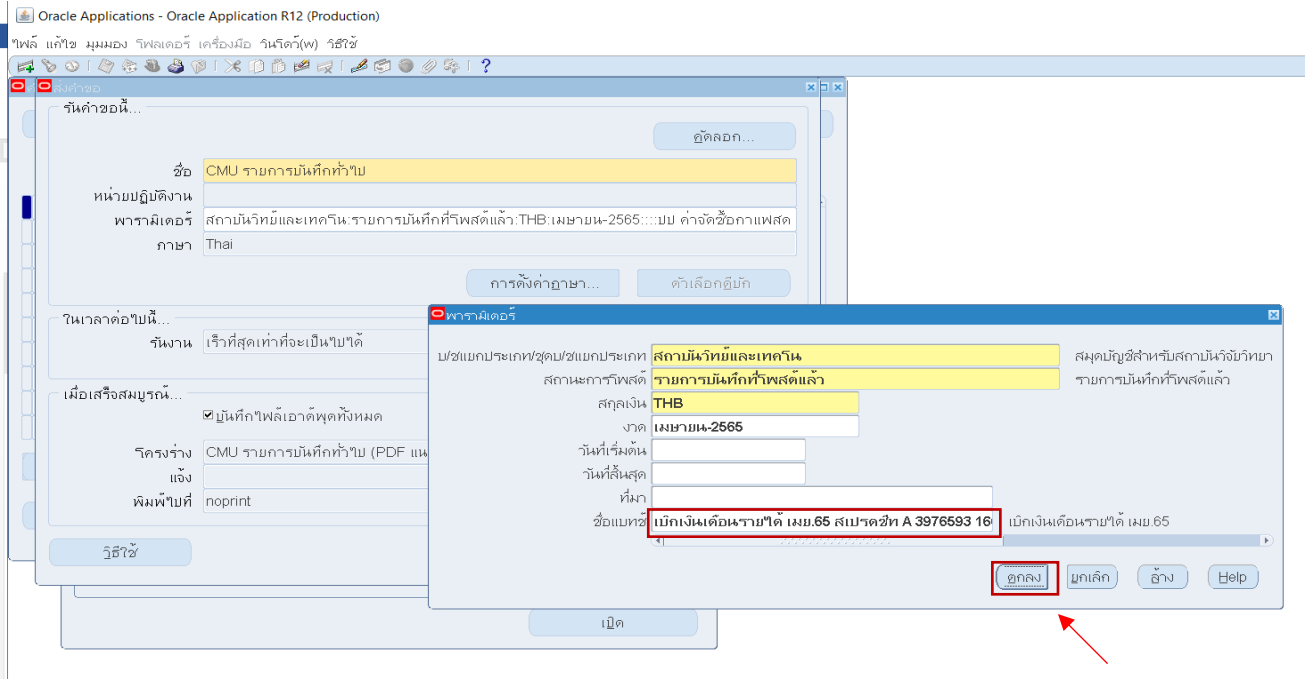 Oracle Applications - Oracle Application R12 (Production)
ไฟล์ แก้ไข มุมมอง โฟลเดอร์ เครื่องมือ วินโดว์(w) วิธีใช้
ส่งคำขอ
รันคำขอนี้...
คัดลอก...
ชื่อ CMU รายการบันทึกทั่วไป
หน่วยปฏิบัติงาน
พารามิเตอร์ สถาบันวิทย์และเทคโน:รายการบันทึกที่โพสต์แล้ว:THB:เมษายน-2565::::ปป ค่าจัดซื้อกาแฟสด
ภาษา Thai
การตั้งค่าภาษา...
ตัวเลือกดีบัก
ในเวลาต่อไปนี้...
รันงาน เร็วที่สุดเท่าที่จะเป็นไปได้
เมื่อเสร็จสมบูรณ์...
บันทึกไฟล์เอาต์พุตทั้งหมด
โครงร่าง CMU รายการบันทึกทั่วไป (PDF แน
แจ้ง
พิมพ์ไปที่ noprint
วิธีใช้
เปิด
พารามิเตอร์
บ/ชแยกประเภท/ชุดบ/ชแยกประเภท สถาบันวิทย์และเทคโน สมุดบัญชีสำหรับสถาบันวิจัยวิทยา
สถานะการโพสต์ รายการบันทึกที่โพสต์แล้ว รายการบันทึกที่โพสต์แล้ว
สกุลเงิน THB
งวด เมษายน-2565
วันที่เริ่มต้น
วันที่สิ้นสุด
ที่มา
ชื่อแบทช์ เบิกเงินเดือนรายได้ เมย.65 สเปรดชีท A 3976593 16 เบิกเงินเดือนรายได้ เมย.65
ตกลง
ยกเลิก
ล้าง
Help